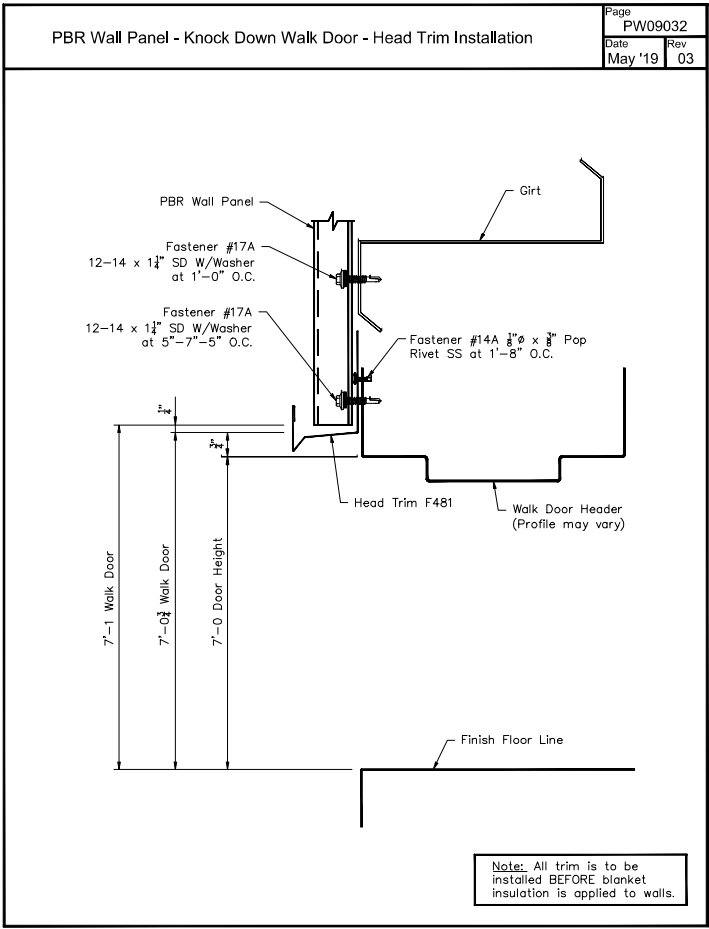 PBR Wall Panel - Knock Down Walk Door - Head Trim Installation
Page
PW09032
Date
May '19
Rev
03
Girt
PBR Wall Panel
Fastener #17A
12-14 x 1¼" SD W/Washer
at 1'-0" O.C.
Fastener #17A
12-14 x 1¼" SD W/Washer
at 5"-7"-5" O.C.
Fastener #14A ⅛"ø x ⅜" Pop
Rivet SS at 1'-8" O.C.
¼"
¾"
Head Trim F481
Walk Door Header
(Profile may vary)
7'-1 Walk Door
7'-0¾ Walk Door
7'-0 Door Height
Finish Floor Line
Note: All trim is to be
installed BEFORE blanket
insulation is applied to walls.